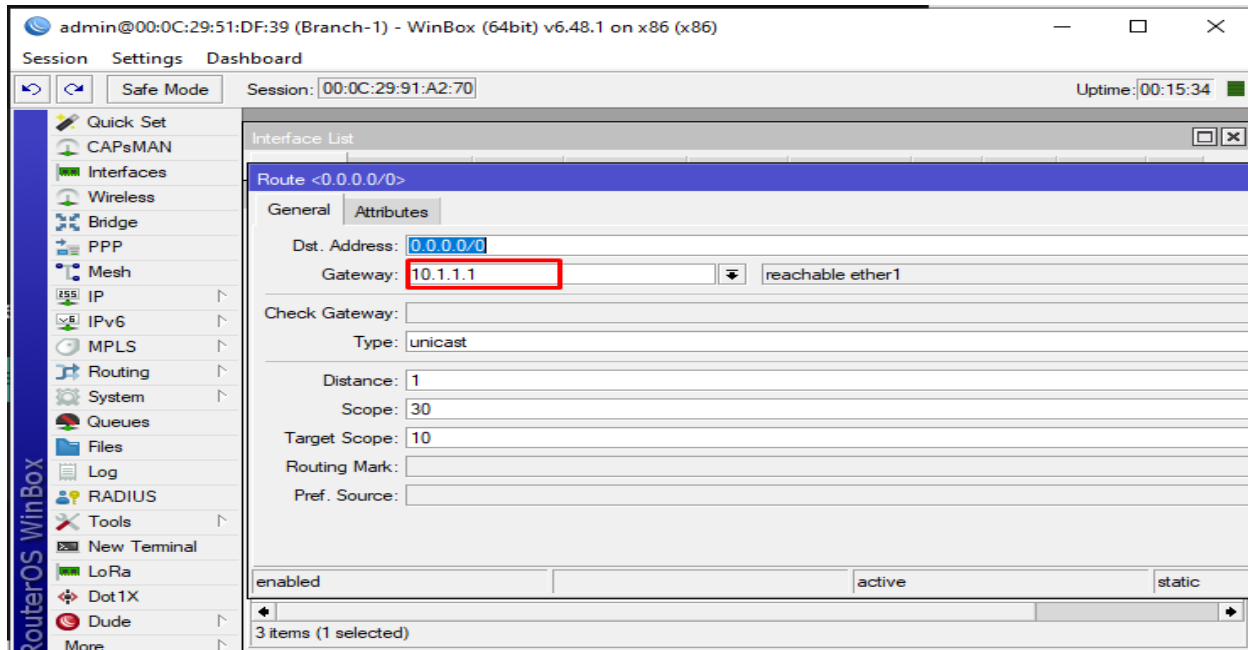 admin@00:0C:29:51:DF:39 (Branch-1) - WinBox (64bit) v6.48.1 on x86 (x86)
Session Settings Dashboard
Safe Mode Session: 00:0C:29:91:A2:70 Uptime: 00:15:34
Quick Set
CAPsMAN
Interfaces
Wireless
Bridge
PPP
Mesh
IP
IPv6
MPLS
Routing
System
Queues
Files
Log
RADIUS
Tools
New Terminal
LoRa
Dot1X
Dude
More
RouterOS WinBox
Interface List
Route <0.0.0.0/0>
General Attributes
Dst. Address: 0.0.0.0/0
Gateway: 10.1.1.1 reachable ether1
Check Gateway:
Type: unicast
Distance: 1
Scope: 30
Target Scope: 10
Routing Mark:
Pref. Source:
enabled active static
3 items (1 selected)